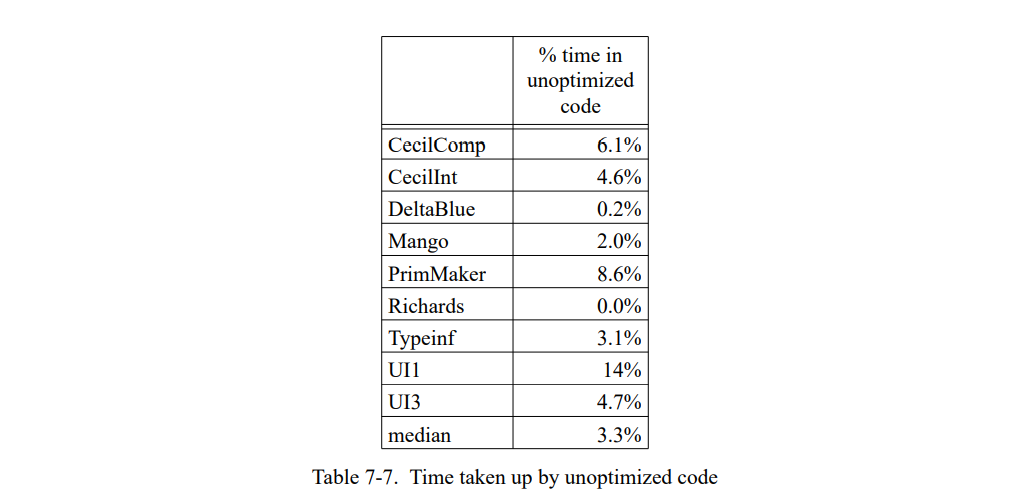 % time in
unoptimized
code
CecilComp 6.1%
CecilInt 4.6%
DeltaBlue 0.2%
Mango 2.0%
PrimMaker 8.6%
Richards 0.0%
Typeinf 3.1%
UI1 14%
UI3 4.7%
median 3.3%
Table 7-7. Time taken up by unoptimized code